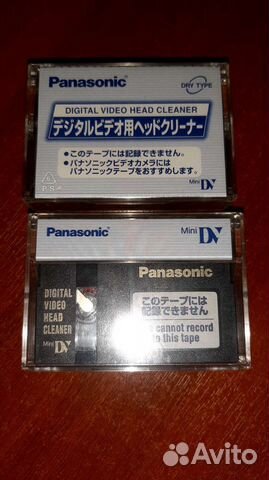 Panasonic
DRY TYPE
DIGITAL VIDEO HEAD CLEANER
デジタルビデオ用ヘッドクリーナー
●このテープには記録できません。
●パナソニックビデオカメラには
パナソニックテープをおすすめします。
PS
Mini DV
Panasonic
Mini DV
Panasonic
DIGITAL
VIDEO
HEAD
CLEANER
Mini DV
このテープには
記録できません
cannot record
to this tape
Avito